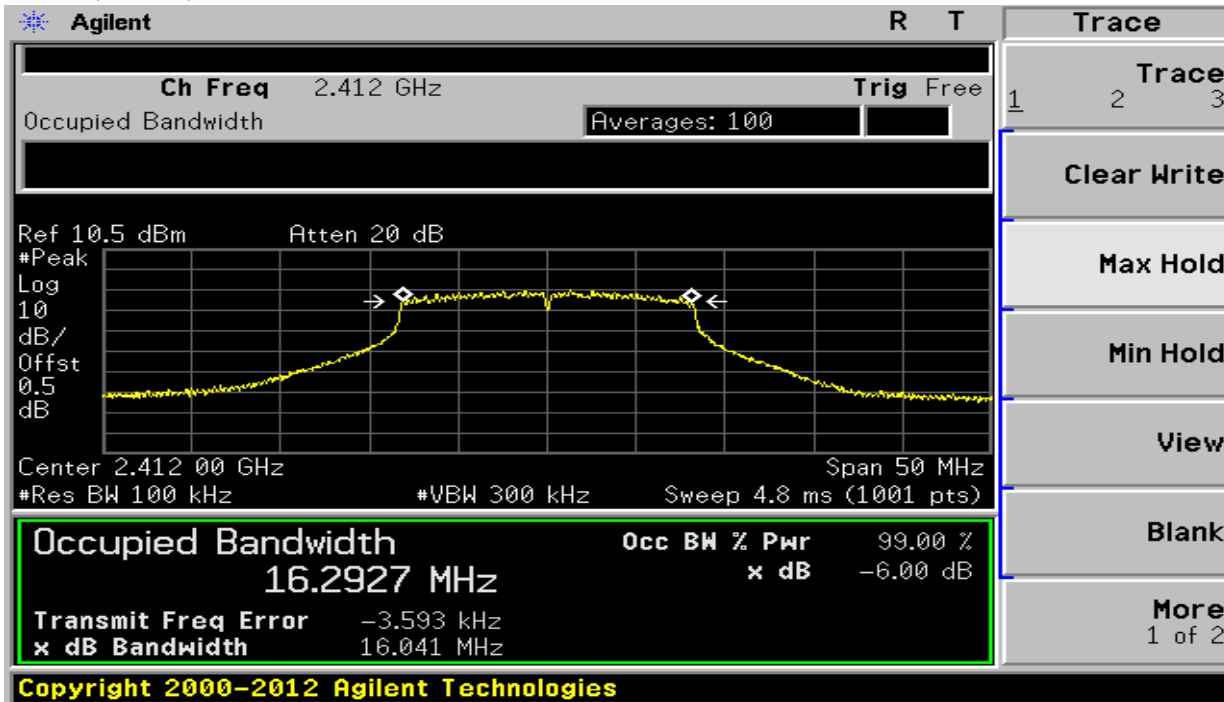 Agilent R T Trace
Ch Freq 2.412 GHz Trig Free
Occupied Bandwidth Averages: 100
Trace
1 2 3
Clear Write
Max Hold
Min Hold
View
Blank
More
1 of 2
Ref 10.5 dBm Atten 20 dB
#Peak
Log
10
dB/
Offst
0.5
dB
Center 2.412 00 GHz Span 50 MHz
#Res BW 100 kHz #VBW 300 kHz Sweep 4.8 ms (1001 pts)
Occupied Bandwidth Occ BW % Pwr 99.00 %
16.2927 MHz x dB -6.00 dB
Transmit Freq Error -3.593 kHz
x dB Bandwidth 16.041 MHz
Copyright 2000-2012 Agilent Technologies